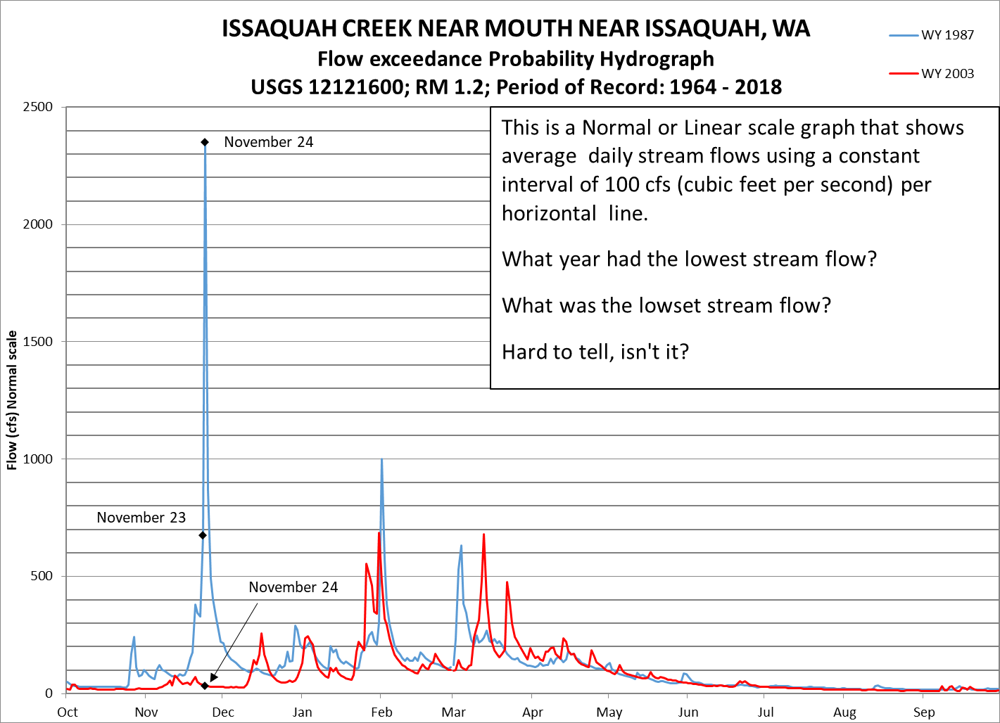 ISSAQUAH CREEK NEAR MOUTH NEAR ISSAQUAH, WA
Flow exceedance Probability Hydrograph
USGS 12121600; RM 1.2; Period of Record: 1964 - 2018
WY 1987
WY 2003
This is a Normal or Linear scale graph that shows
average daily stream flows using a constant
interval of 100 cfs (cubic feet per second) per
horizontal line.
What year had the lowest stream flow?
What was the lowset stream flow?
Hard to tell, isn't it?
Flow (cfs) Normal scale
2500
2000
1500
1000
500
0
November 24
November 23
November 24
Oct
Nov
Dec
Jan
Feb
Mar
Apr
May
Jun
Jul
Aug
Sep